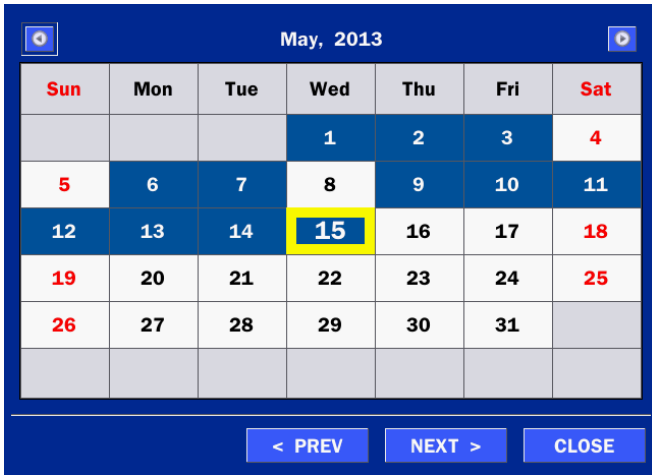 May, 2013
Sun Mon Tue Wed Thu Fri Sat
1 2 3 4
5 6 7 8 9 10 11
12 13 14 15 16 17 18
19 20 21 22 23 24 25
26 27 28 29 30 31
< PREV NEXT > CLOSE